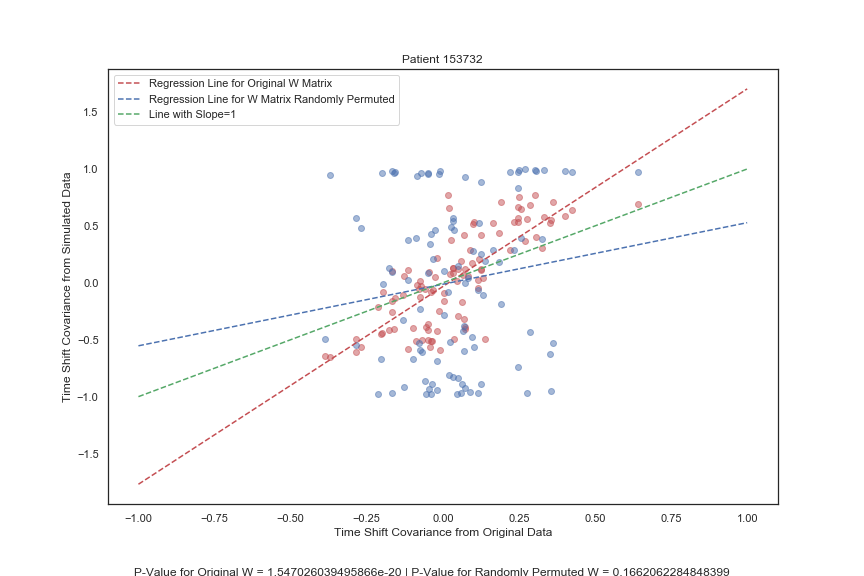 Patient 153732
Regression Line for Original W Matrix
Regression Line for W Matrix Randomly Permuted
Line with Slope=1
Time Shift Covariance from Simulated Data
1.5
1.0
0.5
0.0
−0.5
−1.0
−1.5
−1.00 −0.75 −0.50 −0.25 0.00 0.25 0.50 0.75 1.00
Time Shift Covariance from Original Data
P-Value for Original W = 1.547026039495866e-20 | P-Value for Randomly Permuted W = 0.1662062284848399